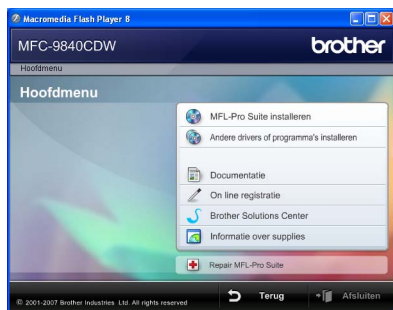 Macromedia Flash Player 8
MFC-9840CDW
brother
Hoofdmenu
Hoofdmenu
MFL-Pro Suite installeren
Andere drivers of programma's installeren
Documentatie
On line registratie
Brother Solutions Center
Informatie over supplies
Repair MFL-Pro Suite
© 2001-2007 Brother Industries Ltd. All rights reserved
Terug
Afsluiten